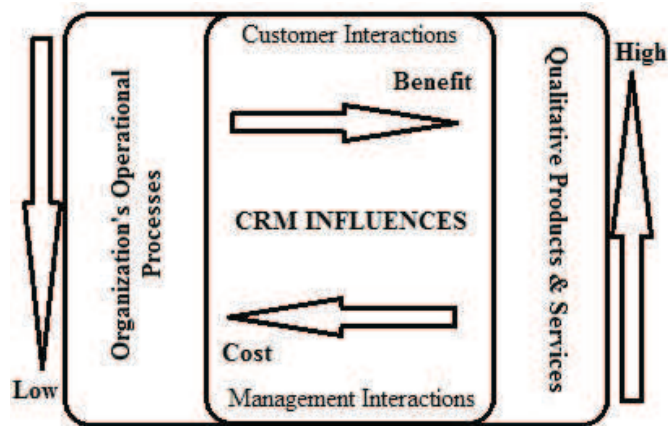 Customer Interactions
Benefit
High
Organization's Operational
Processes
CRM INFLUENCES
Qualitative Products & Services
Cost
Low
Management Interactions